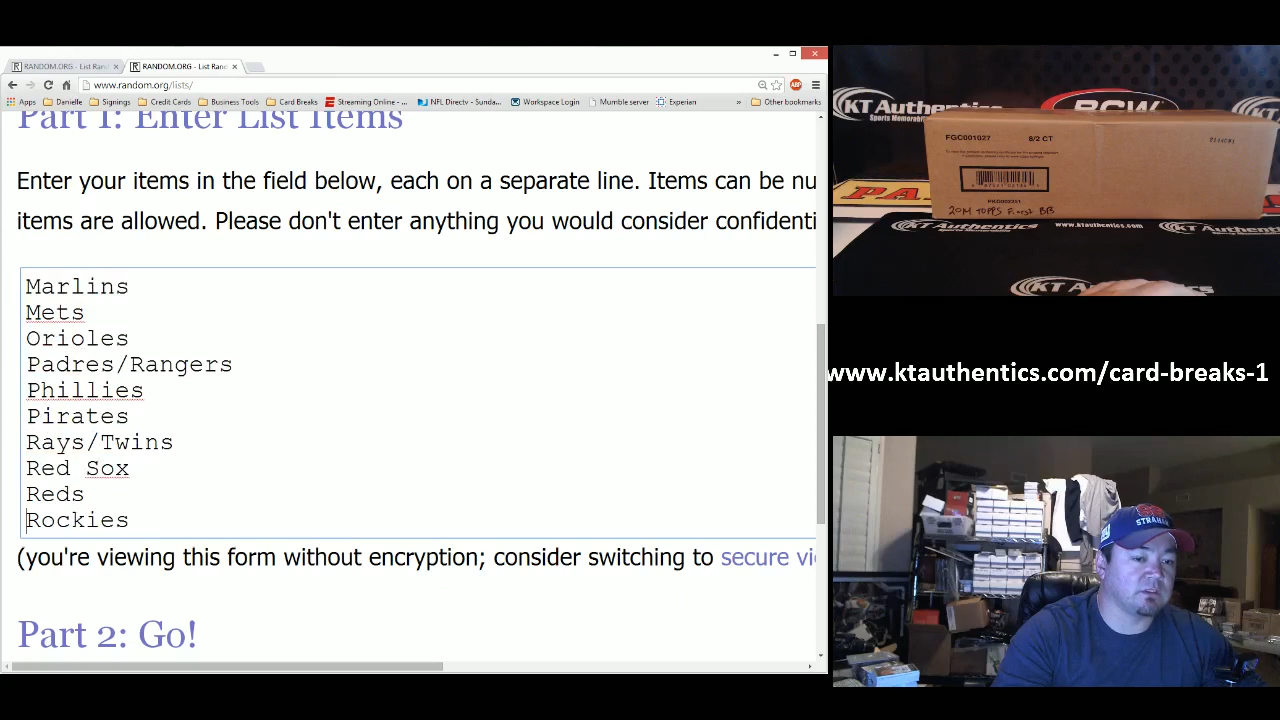 RANDOM.ORG - List Ran
RANDOM.ORG - List Ran
www.random.org/lists/
Apps
Danielle
Signings
Credit Cards
Business Tools
Card Breaks
Streaming Online - ...
NFL Directv - Sunda...
Workspace Login
Mumble server
Experian
Other bookmarks
Part 1: Enter List Items
Enter your items in the field below, each on a separate line. Items can be nu
items are allowed. Please don't enter anything you would consider confidenti
Marlins
Mets
Orioles
Padres/Rangers
Phillies
Pirates
Rays/Twins
Red Sox
Reds
Rockies
(you're viewing this form without encryption; consider switching to secure vi
Part 2: Go!
KT Authentics
Sports Memorabilia
BCW
FGC001027
8/2 CT
2014 TOPPS Finest BB
KT AUTHENTICS
www.ktauthentics.com
KT AUTHENTICS
www.ktauthentics.com/card-breaks-1
STRAHAN